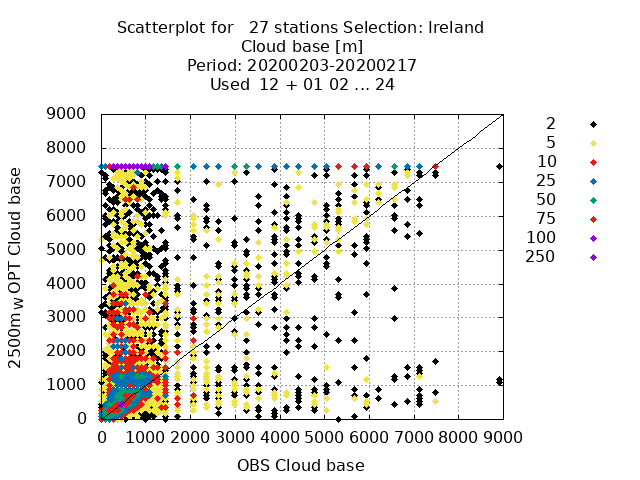 Scatterplot for 27 stations Selection: Ireland
Cloud base [m]
Period: 20200203-20200217
Used 12 + 01 02 ... 24
2
5
10
25
50
75
100
250
9000
8000
7000
6000
5000
4000
3000
2000
1000
0
2500m W OPT Cloud base
0 1000 2000 3000 4000 5000 6000 7000 8000 9000
OBS Cloud base